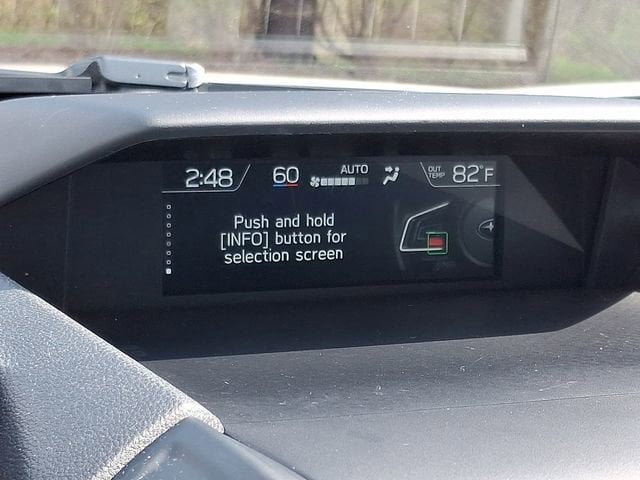 2:48 60 AUTO OUT TEMP 82°F
Push and hold
[INFO] button for
selection screen